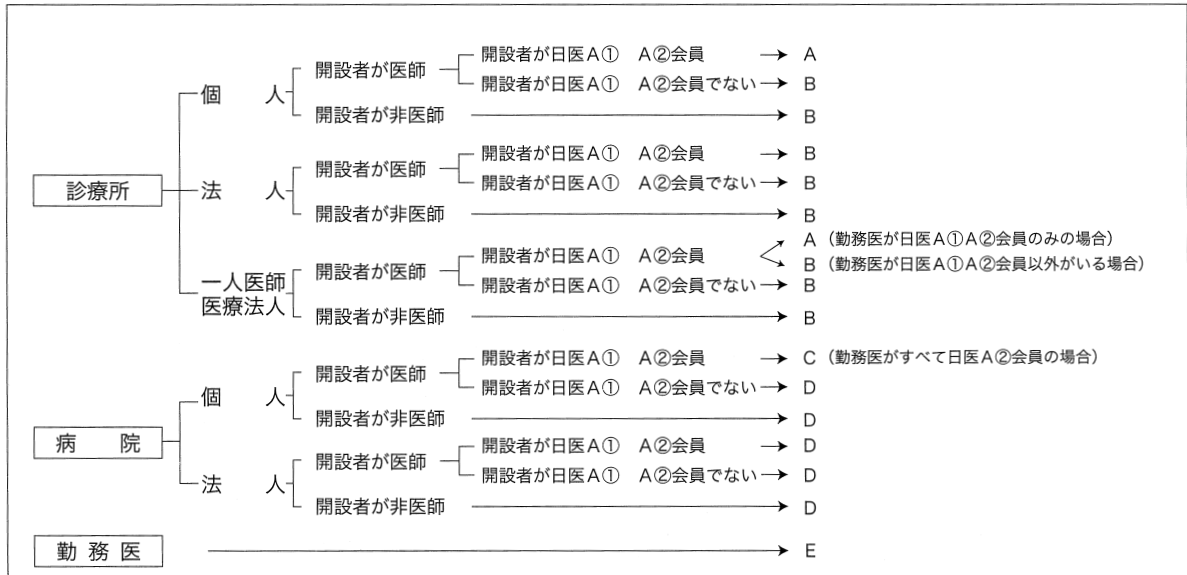 診療所
個　人
開設者が医師
開設者が日医A①　A②会員 → A
開設者が日医A①　A②会員でない → B
開設者が非医師 → B
法　人
開設者が医師
開設者が日医A①　A②会員 → B
開設者が日医A①　A②会員でない → B
開設者が非医師 → B
一人医師
医療法人
開設者が医師
開設者が日医A①　A②会員
A（勤務医が日医A①A②会員のみの場合）
B（勤務医が日医A①A②会員以外がいる場合）
開設者が日医A①　A②会員でない → B
開設者が非医師 → B
病　院
個　人
開設者が医師
開設者が日医A①　A②会員 → C（勤務医がすべて日医A②会員の場合）
開設者が日医A①　A②会員でない → D
開設者が非医師 → D
法　人
開設者が医師
開設者が日医A①　A②会員 → D
開設者が日医A①　A②会員でない → D
開設者が非医師 → D
勤務医 → E